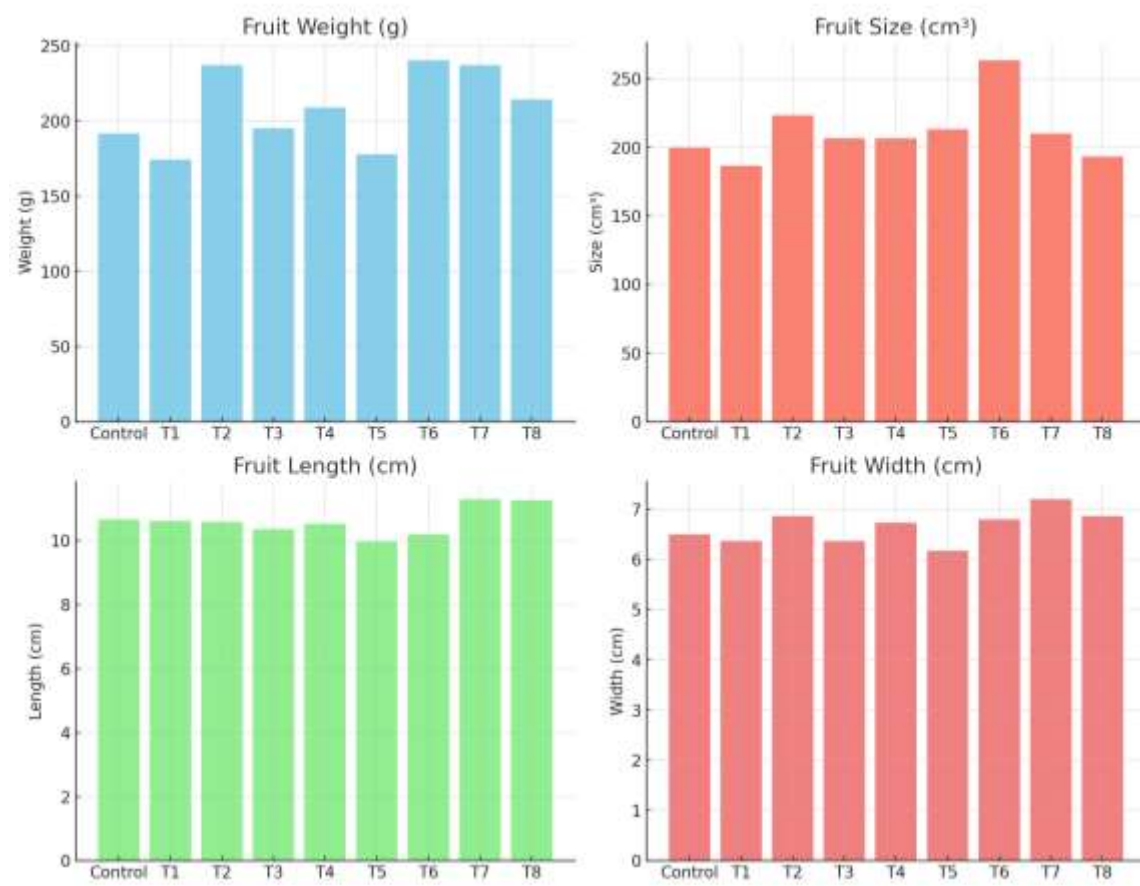 Fruit Weight (g)
250
200
150
100
50
0
Weight (g)
Control T1 T2 T3 T4 T5 T6 T7 T8
Fruit Size (cm³)
250
200
150
100
50
0
Size (cm³)
Control T1 T2 T3 T4 T5 T6 T7 T8
Fruit Length (cm)
10
8
6
4
2
0
Length (cm)
Control T1 T2 T3 T4 T5 T6 T7 T8
Fruit Width (cm)
7
6
5
4
3
2
1
0
Width (cm)
Control T1 T2 T3 T4 T5 T6 T7 T8